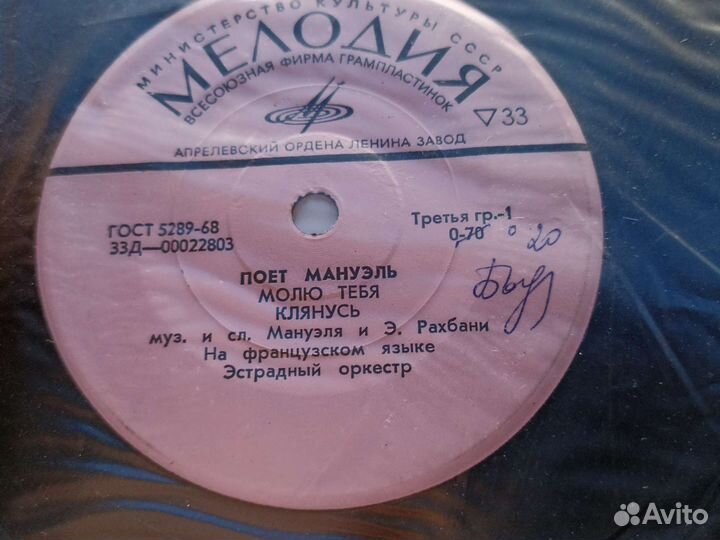 МИНИСТЕРСТВО КУЛЬТУРЫ СССР
МЕЛОДИЯ
ВСЕСОЮЗНАЯ ФИРМА ГРАМПЛАСТИНОК
▽33
АПРЕЛЕВСКИЙ ОРДЕНА ЛЕНИНА ЗАВОД
ГОСТ 5289-68
33Д—00022803
Третья гр.-1
0-70
0 20
ПОЕТ МАНУЭЛЬ
МОЛЮ ТЕБЯ
КЛЯНУСЬ
муз. и сл. Мануэля и Э. Рахбани
На французском языке
Эстрадный оркестр
Avito